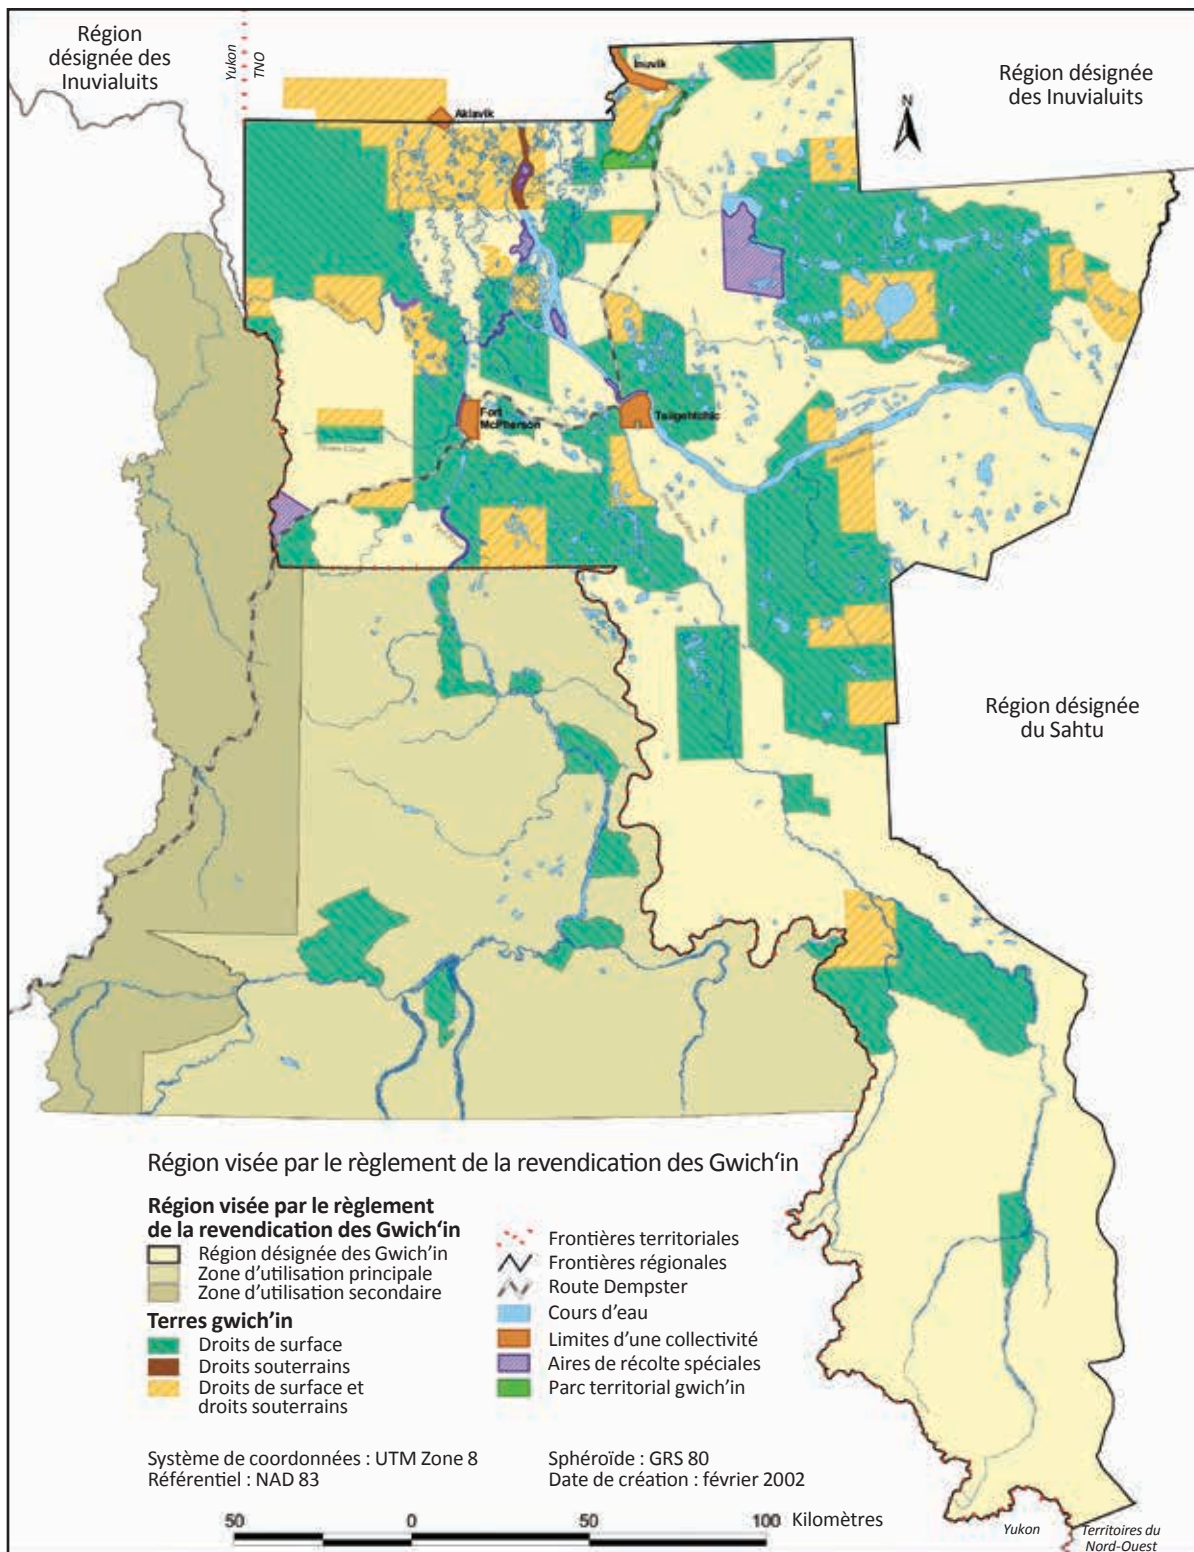 Région
désignée des
Inuvialuits
Yukon
TNO
Inuvik
Région désignée
des Inuvialuits
N
Aklavik
Fort
McPherson
Tsiigehtchic
Région désignée
du Sahtu
Région visée par le règlement de la revendication des Gwich‘in
Région visée par le règlement
de la revendication des Gwich‘in
Région désignée des Gwich’in
Zone d’utilisation principale
Zone d’utilisation secondaire
Terres gwich’in
Droits de surface
Droits souterrains
Droits de surface et
droits souterrains
Frontières territoriales
Frontières régionales
Route Dempster
Cours d’eau
Limites d’une collectivité
Aires de récolte spéciales
Parc territorial gwich’in
Système de coordonnées : UTM Zone 8
Référentiel : NAD 83
Sphéroïde : GRS 80
Date de création : février 2002
50 0 50 100 Kilomètres
Yukon
Territoires du
Nord-Ouest